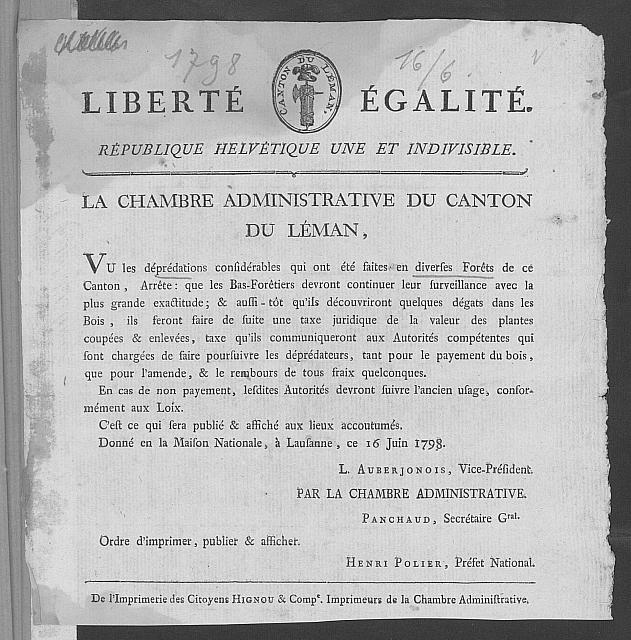 1798
16/6.
CANTON DU LÉMAN.
LIBERTÉ ÉGALITÉ.
RÉPUBLIQUE HELVÉTIQUE UNE ET INDIVISIBLE.
LA CHAMBRE ADMINISTRATIVE DU CANTON
DU LÉMAN,
VU les déprédations conſidérables qui ont été faites en diverſes Forêts de ce
Canton, Arrête: que les Bas-Forêtiers devront continuer leur ſurveillance avec la
plus grande exactitude; & auſſi-tôt qu'ils découvriront quelques dégats dans les
Bois, ils feront faire de ſuite une taxe juridique de la valeur des plantes
coupées & enlevées, taxe qu'ils communiqueront aux Autorités compétentes qui
ſont chargées de faire pourſuivre les déprédateurs, tant pour le payement du bois,
que pour l'amende, & le rembours de tous fraix quelconques.
En cas de non payement, leſdites Autorités devront ſuivre l'ancien uſage, confor-
mément aux Loix.
C'eſt ce qui ſera publié & affiché aux lieux accoutumés.
Donné en la Maiſon Nationale, à Lauſanne, ce 16 Juin 1798.
L. AUBERJONOIS, Vice-Préſident.
PAR LA CHAMBRE ADMINISTRATIVE.
PANCHAUD, Secrétaire Gral.
Ordre d'imprimer, publier & afficher.
HENRI POLIER, Préfet National.
De l'Imprimerie des Citoyens HIGNOU & Compe. Imprimeurs de la Chambre Adminiſtrative.